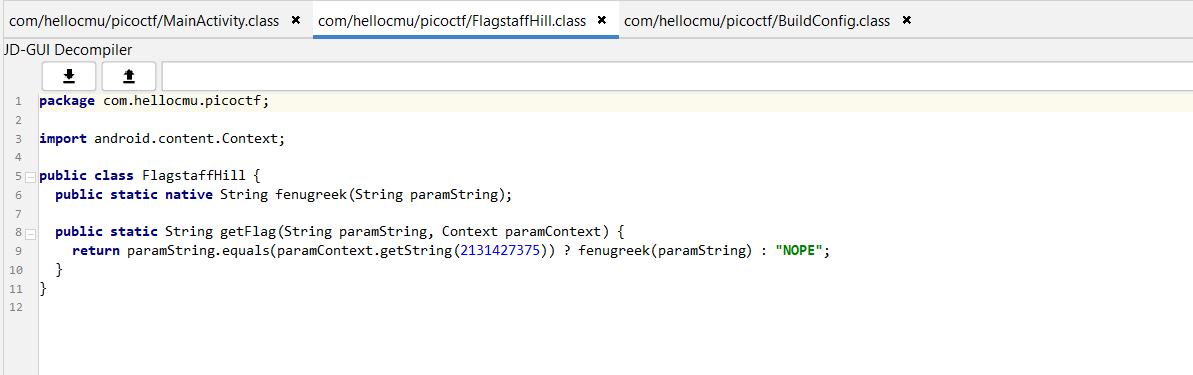 com/hellocmu/picoctf/MainActivity.class × com/hellocmu/picoctf/FlagstaffHill.class × com/hellocmu/picoctf/BuildConfig.class ×
JD-GUI Decompiler
1 package com.hellocmu.picoctf;
2
3 import android.content.Context;
4
5 public class FlagstaffHill {
6 public static native String fenugreek(String paramString);
7
8 public static String getFlag(String paramString, Context paramContext) {
9 return paramString.equals(paramContext.getString(2131427375)) ? fenugreek(paramString) : "NOPE";
10 }
11 }
12